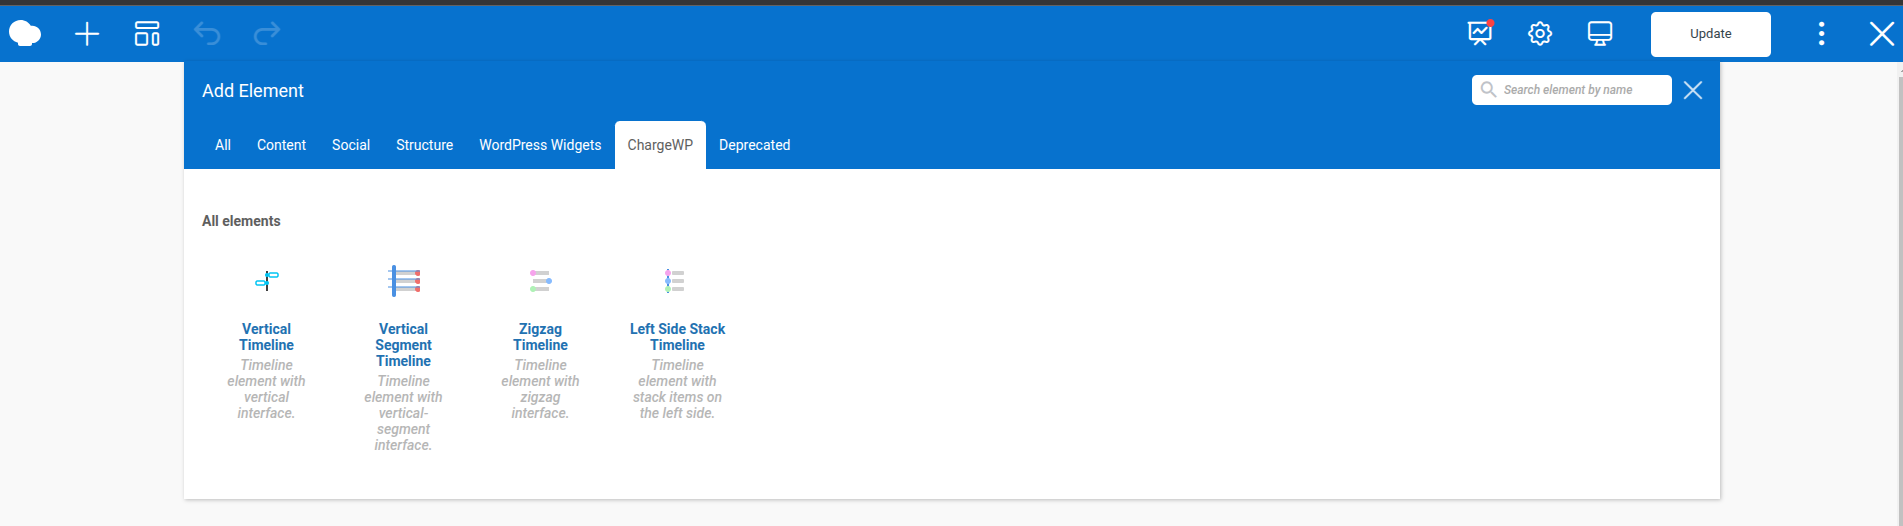 Update
Add Element
Search element by name
All Content Social Structure WordPress Widgets ChargeWP Deprecated
All elements
Vertical
Timeline
Timeline
element with
vertical
interface.
Vertical
Segment
Timeline
Timeline
element with
vertical-
segment
interface.
Zigzag
Timeline
Timeline
element with
zigzag
interface.
Left Side Stack
Timeline
Timeline
element with
stack items on
the left side.